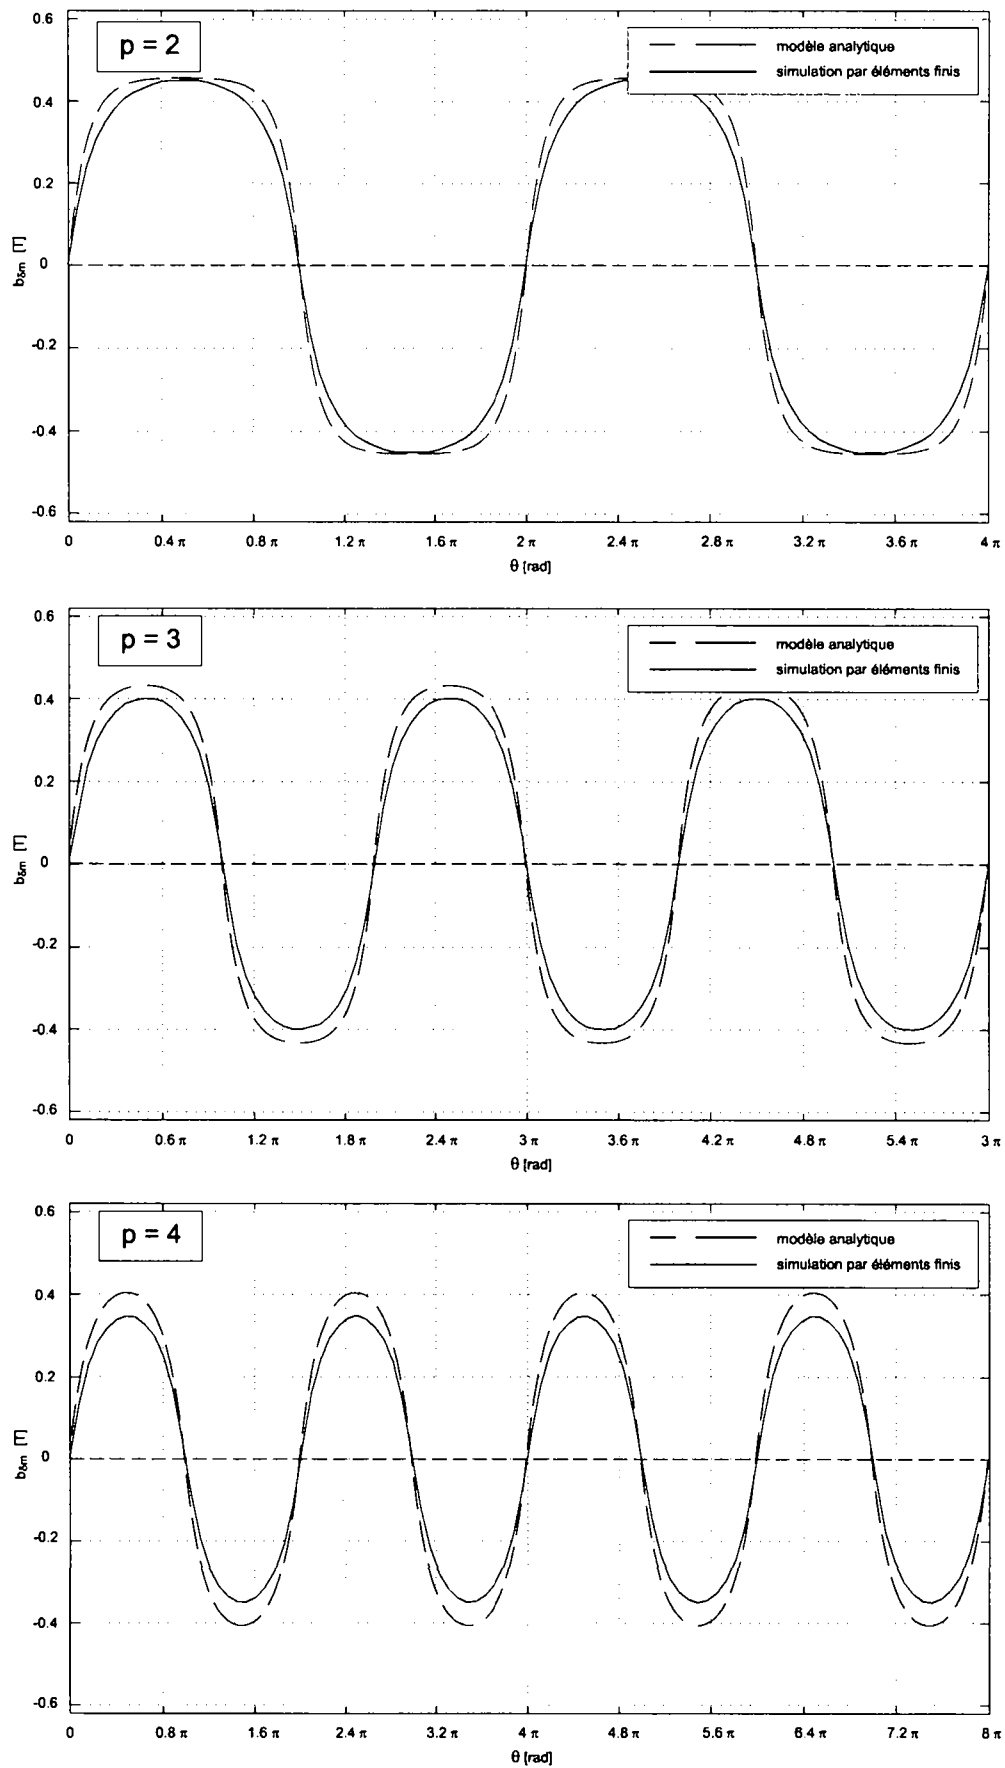 p = 2
modèle analytique
simulation par éléments finis
0.6
0.4
0.2
0
-0.2
-0.4
-0.6
b_δm [T]
0 0.4 π 0.8 π 1.2 π 1.6 π 2 π 2.4 π 2.8 π 3.2 π 3.6 π 4 π
θ [rad]
p = 3
modèle analytique
simulation par éléments finis
0.6
0.4
0.2
0
-0.2
-0.4
-0.6
b_δm [T]
0 0.6 π 1.2 π 1.8 π 2.4 π 3 π 3.6 π 4.2 π 4.8 π 5.4 π 3 π
θ [rad]
p = 4
modèle analytique
simulation par éléments finis
0.6
0.4
0.2
0
-0.2
-0.4
-0.6
b_δm [T]
0 0.8 π 1.6 π 2.4 π 3.2 π 4 π 4.8 π 5.6 π 6.4 π 7.2 π 8 π
θ [rad]